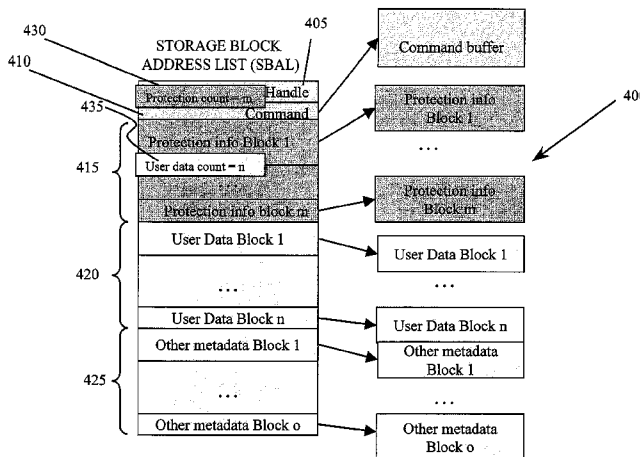 430
405
STORAGE BLOCK
ADDRESS LIST (SBAL)
410
Protection count = m
Handle
Command
Command buffer
435
Protection info Block 1
Protection info
Block 1
40
...
User data count = n
415
...
Protection info block m
Protection info
Block m
User Data Block 1
User Data Block 1
420
...
...
User Data Block n
User Data Block n
Other metadata Block 1
Other metadata
Block 1
425
...
...
Other metadata Block o
Other metadata
Block o